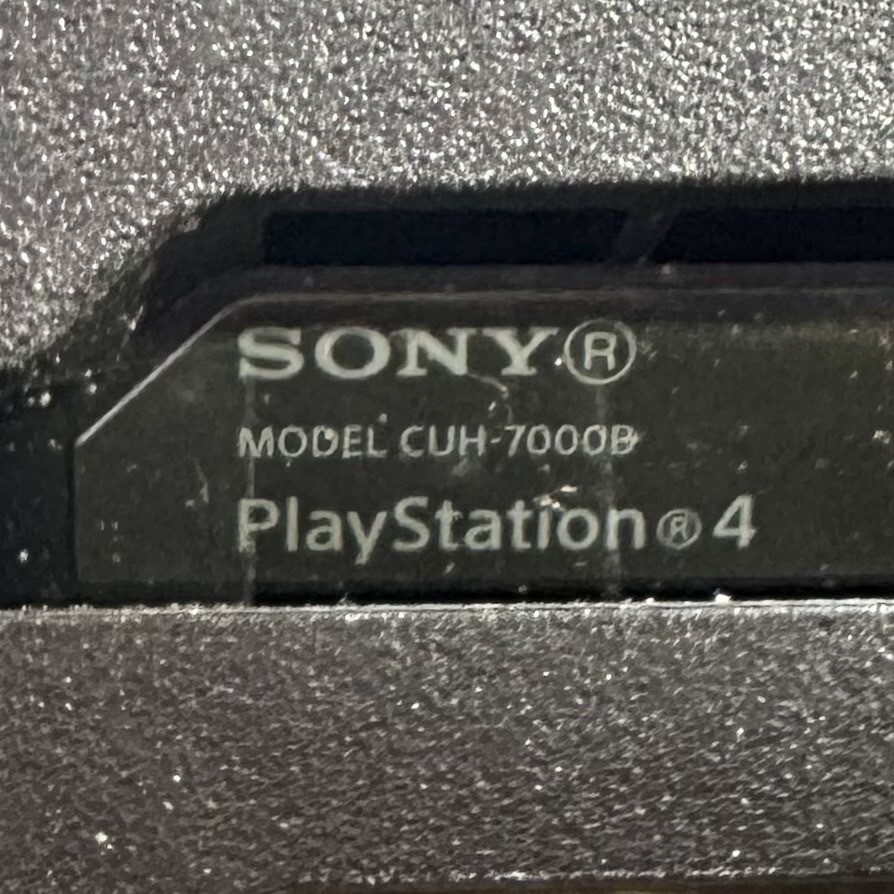 SONY®
MODEL CUH-7000B
PlayStation®4